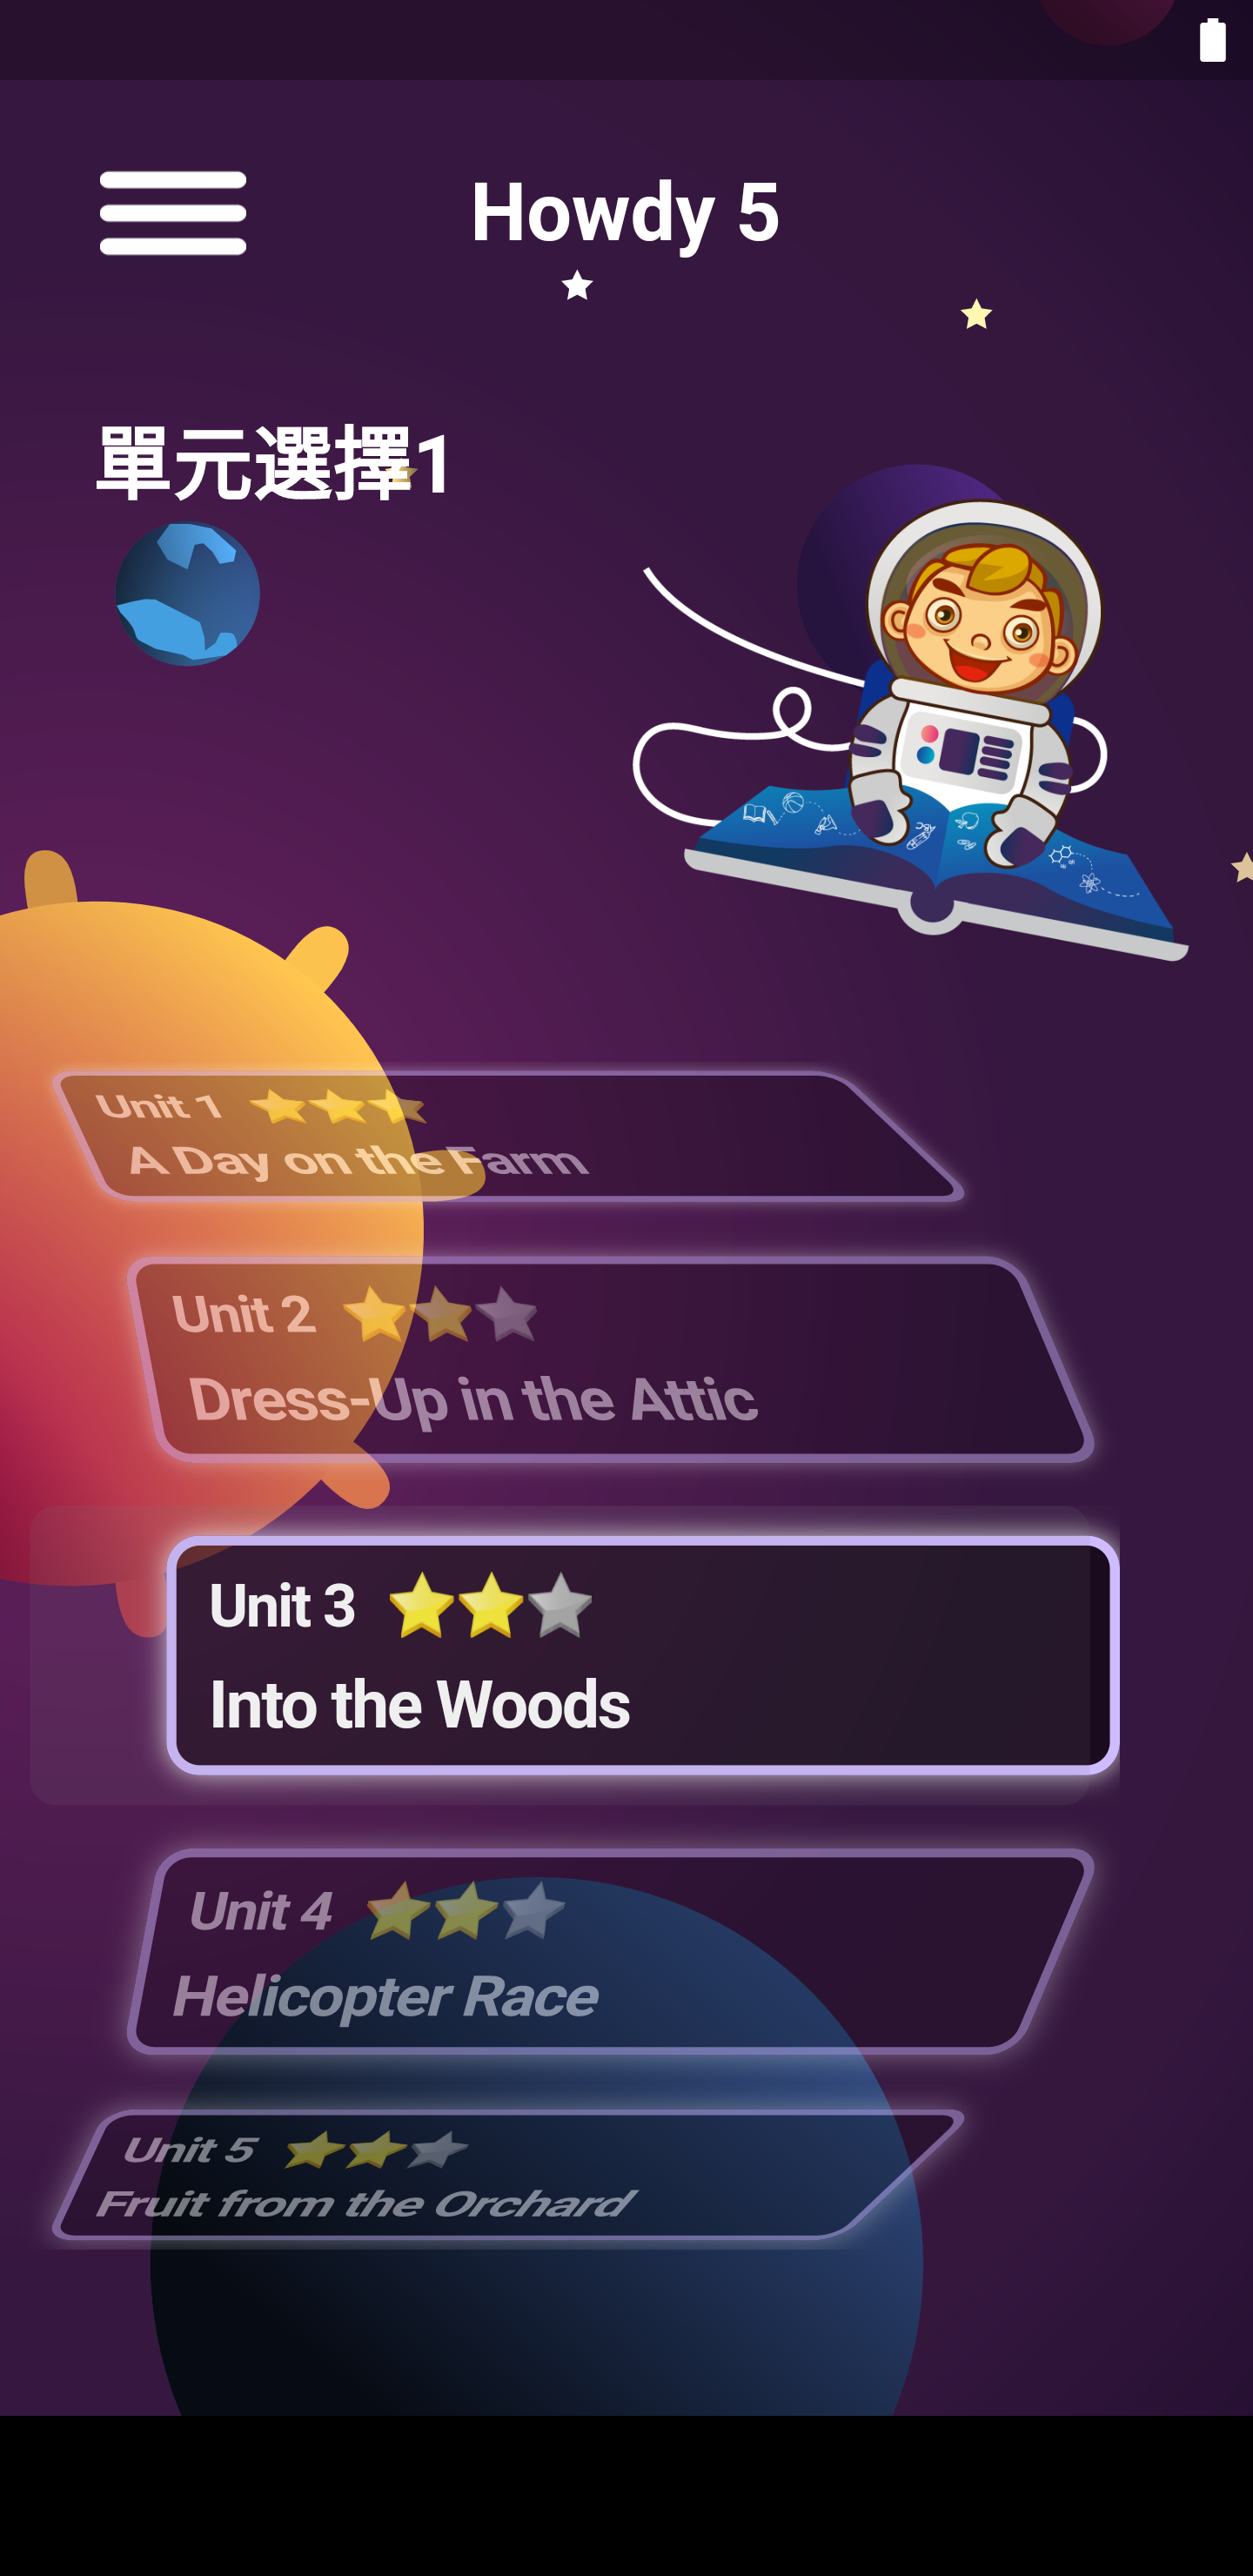 Howdy 5
單元選擇1
Unit 1
A Day on the Farm
Unit 2
Dress-Up in the Attic
Unit 3
Into the Woods
Unit 4
Helicopter Race
Unit 5
Fruit from the Orchard